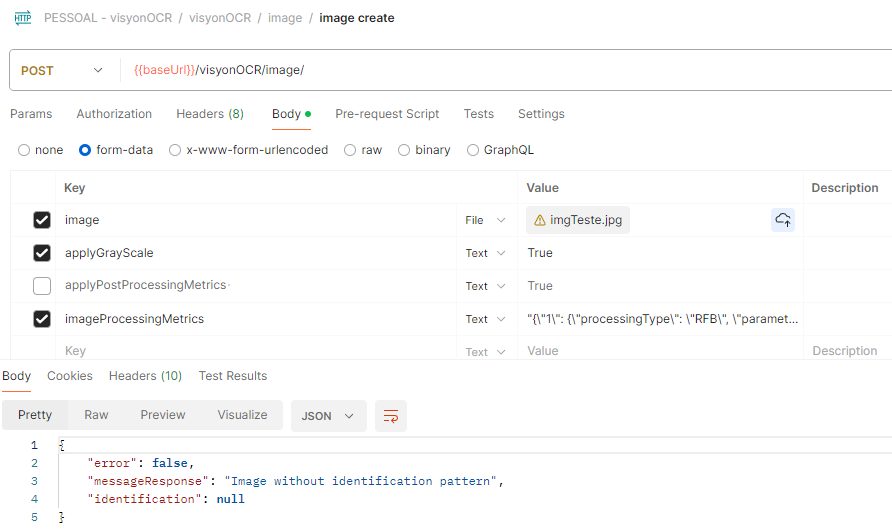 HTTP PESSOAL - visyonOCR / visyonOCR / image / image create
POST {{baseUrl}}/visyonOCR/image/
Params Authorization Headers (8) Body Pre-request Script Tests Settings
none form-data x-www-form-urlencoded raw binary GraphQL
Key Value Description
image File imgTeste.jpg
applyGrayScale Text True
applyPostProcessingMetrics Text True
imageProcessingMetrics Text "{\"1\": {\"processingType\": \"RFB\", \"paramet...
Key Text Value Description
Body Cookies Headers (10) Test Results
Pretty Raw Preview Visualize JSON
1 {
2 "error": false,
3 "messageResponse": "Image without identification pattern",
4 "identification": null
5 }